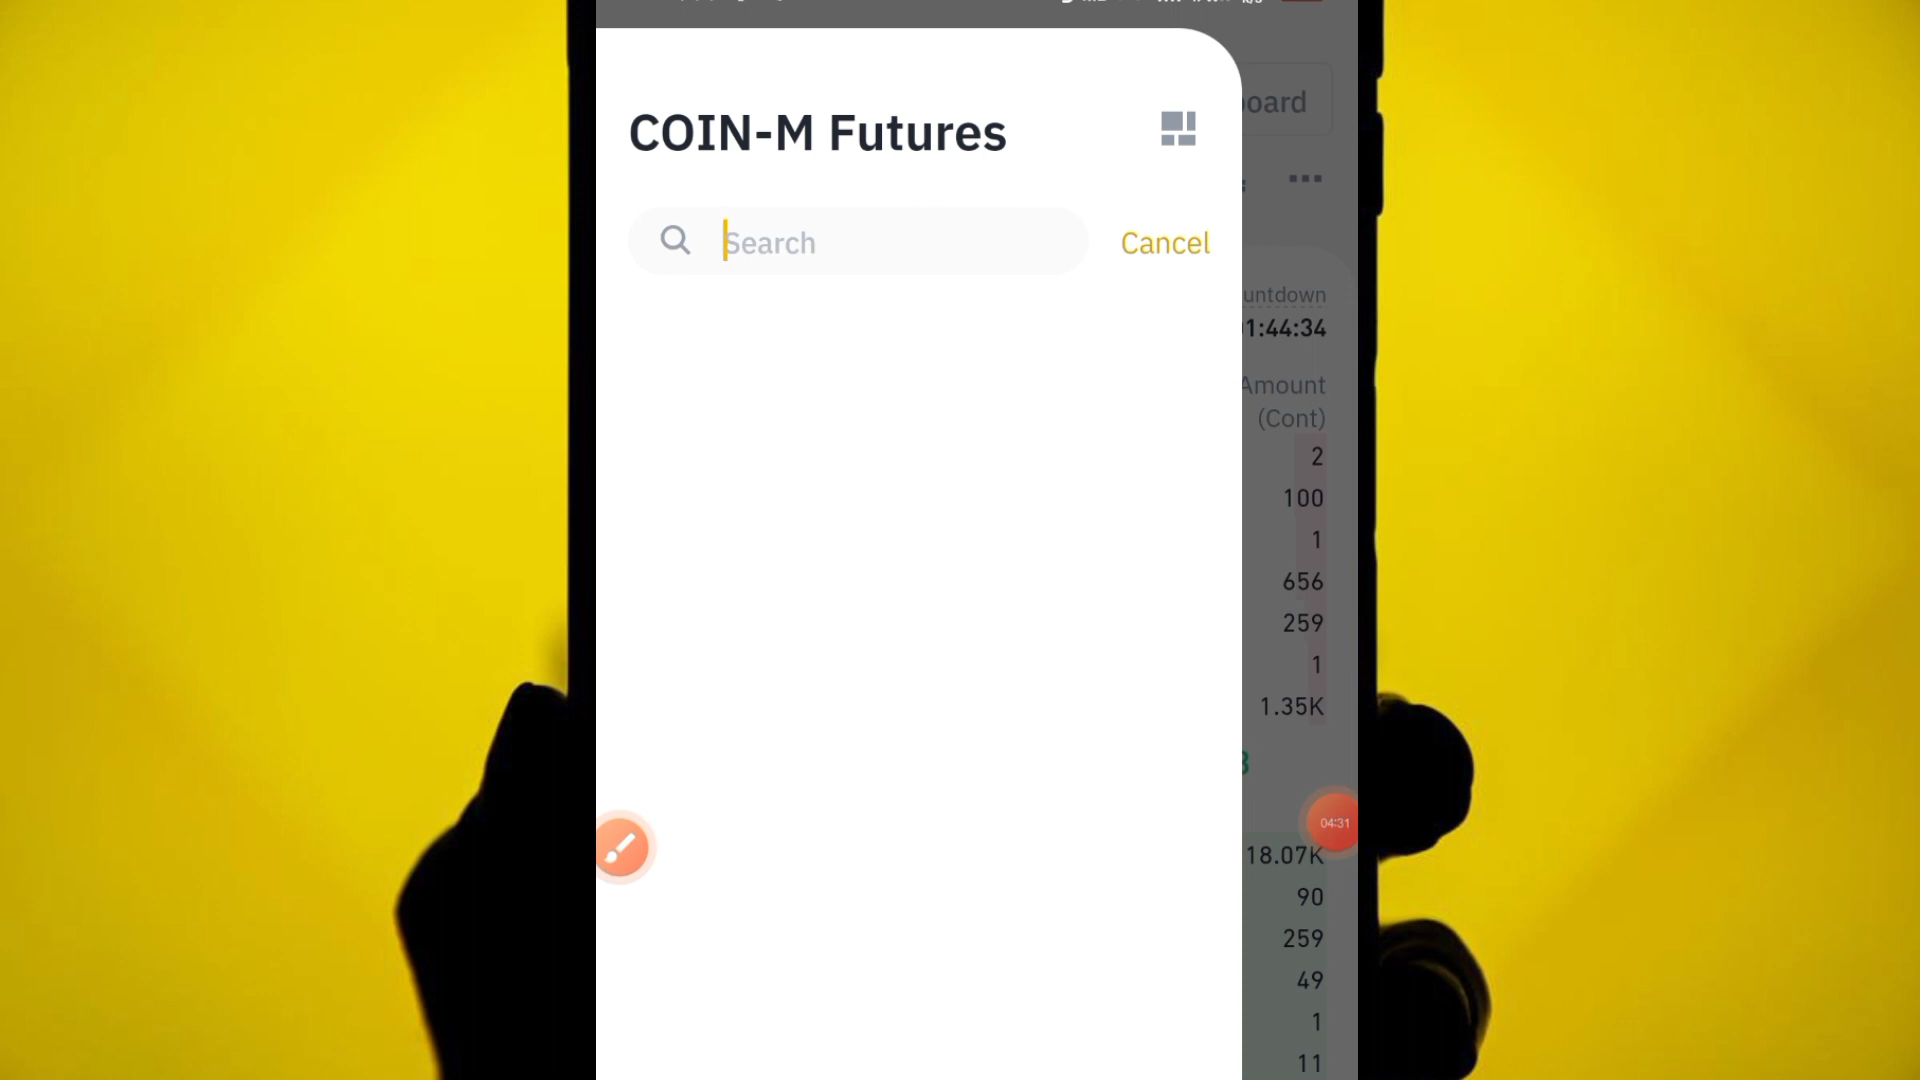 COIN-M Futures
Search
Cancel
board
untdown
1:44:34
Amount
(Cont)
2
100
1
656
259
1
1.35K
04:31
18.07K
90
259
49
1
11